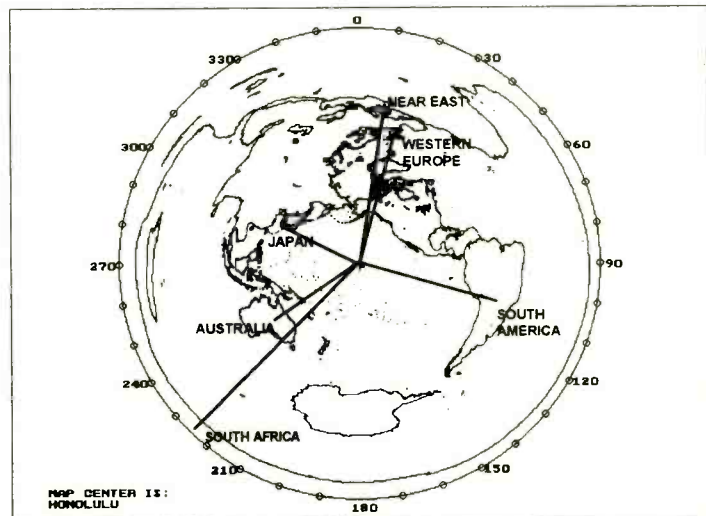 0
330
30
NEAR EAST
300
60
WESTERN
EUROPE
JAPAN
270
90
AUSTRALIA
SOUTH
AMERICA
240
120
SOUTH AFRICA
210
150
MAP CENTER IS:
HONOLULU
180